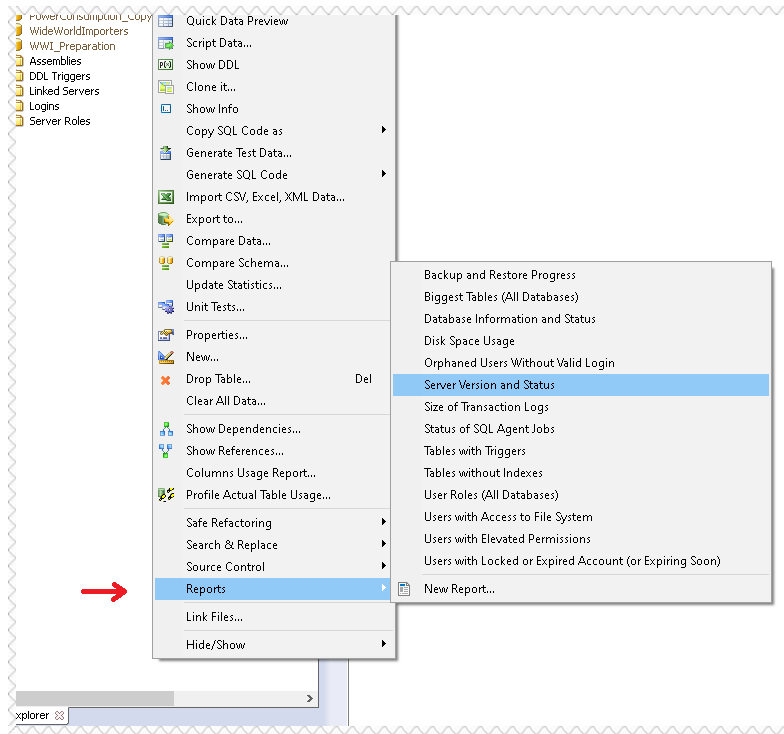 PowerConsumption_Copy
WideWorldImporters
WWI_Preparation
Assemblies
DDL Triggers
Linked Servers
Logins
Server Roles
Quick Data Preview
Script Data...
Show DDL
Clone it...
Show Info
Copy SQL Code as
Generate Test Data...
Generate SQL Code
Import CSV, Excel, XML Data...
Export to...
Compare Data...
Compare Schema...
Update Statistics...
Unit Tests...
Properties...
New...
Drop Table... Del
Clear All Data...
Show Dependencies...
Show References...
Columns Usage Report...
Profile Actual Table Usage...
Safe Refactoring
Search & Replace
Source Control
Reports
Link Files...
Hide/Show
Backup and Restore Progress
Biggest Tables (All Databases)
Database Information and Status
Disk Space Usage
Orphaned Users Without Valid Login
Server Version and Status
Size of Transaction Logs
Status of SQL Agent Jobs
Tables with Triggers
Tables without Indexes
User Roles (All Databases)
Users with Access to File System
Users with Elevated Permissions
Users with Locked or Expired Account (or Expiring Soon)
New Report...
xplorer